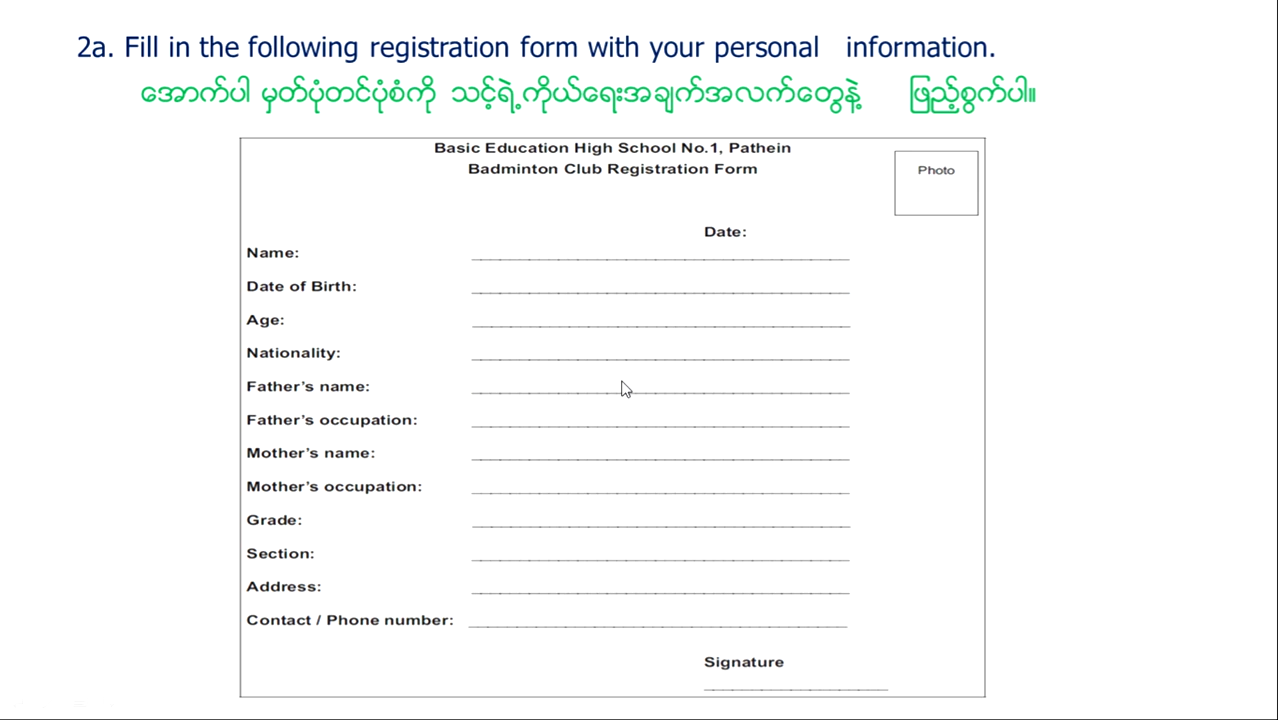 2a. Fill in the following registration form with your personal information.
အောက်ပါ မှတ်ပုံတင်ပုံစံကို သင့်ရဲ့ကိုယ်ရေးအချက်အလက်တွေနဲ့ ဖြည့်စွက်ပါ။
Basic Education High School No.1, Pathein
Badminton Club Registration Form
Photo
Date:
Name:
Date of Birth:
Age:
Nationality:
Father's name:
Father's occupation:
Mother's name:
Mother's occupation:
Grade:
Section:
Address:
Contact / Phone number:
Signature